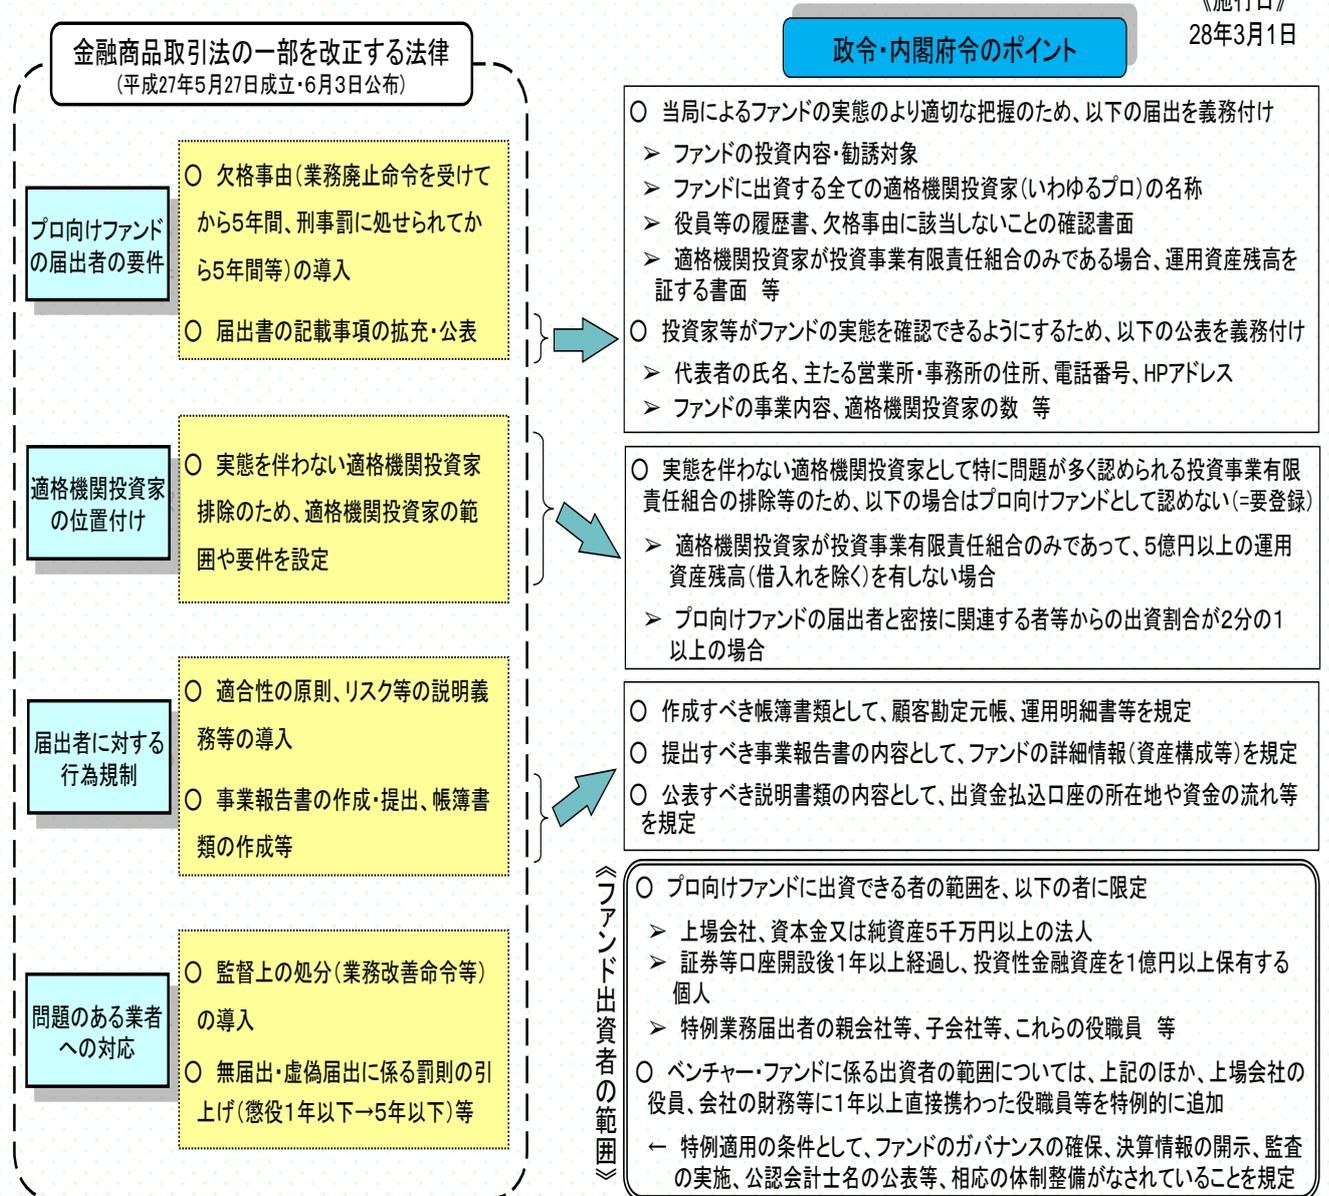 金融商品取引法の一部を改正する法律
(平成27年5月27日成立・6月3日公布)
プロ向けファンド
の届出者の要件
○ 欠格事由(業務廃止命令を受けて
から5年間、刑事罰に処せられてか
ら5年間等)の導入
○ 届出書の記載事項の拡充・公表
適格機関投資家
の位置付け
○ 実態を伴わない適格機関投資家
排除のため、適格機関投資家の範
囲や要件を設定
届出者に対する
行為規制
○ 適合性の原則、リスク等の説明義
務等の導入
○ 事業報告書の作成・提出、帳簿書
類の作成等
問題のある業者
への対応
○ 監督上の処分(業務改善命令等)
の導入
○ 無届出・虚偽届出に係る罰則の引
上げ(懲役1年以下→5年以下)等
政令・内閣府令のポイント
《施行日》
28年3月1日
○ 当局によるファンドの実態のより適切な把握のため、以下の届出を義務付け
➢ ファンドの投資内容・勧誘対象
➢ ファンドに出資する全ての適格機関投資家(いわゆるプロ)の名称
➢ 役員等の履歴書、欠格事由に該当しないことの確認書面
➢ 適格機関投資家が投資事業有限責任組合のみである場合、運用資産残高を
証する書面 等
○ 投資家等がファンドの実態を確認できるようにするため、以下の公表を義務付け
➢ 代表者の氏名、主たる営業所・事務所の住所、電話番号、HPアドレス
➢ ファンドの事業内容、適格機関投資家の数 等
○ 実態を伴わない適格機関投資家として特に問題が多く認められる投資事業有限
責任組合の排除等のため、以下の場合はプロ向けファンドとして認めない(=要登録)
➢ 適格機関投資家が投資事業有限責任組合のみであって、5億円以上の運用
資産残高(借入れを除く)を有しない場合
➢ プロ向けファンドの届出者と密接に関連する者等からの出資割合が2分の1
以上の場合
○ 作成すべき帳簿書類として、顧客勘定元帳、運用明細書等を規定
○ 提出すべき事業報告書の内容として、ファンドの詳細情報(資産構成等)を規定
○ 公表すべき説明書類の内容として、出資金払込口座の所在地や資金の流れ等
を規定
《ファンド出資者の範囲》
○ プロ向けファンドに出資できる者の範囲を、以下の者に限定
➢ 上場会社、資本金又は純資産5千万円以上の法人
➢ 証券等口座開設後1年以上経過し、投資性金融資産を1億円以上保有する
個人
➢ 特例業務届出者の親会社等、子会社等、これらの役職員 等
○ ベンチャー・ファンドに係る出資者の範囲については、上記のほか、上場会社の
役員、会社の財務等に1年以上直接携わった役職員等を特例的に追加
← 特例適用の条件として、ファンドのガバナンスの確保、決算情報の開示、監査
の実施、公認会計士名の公表等、相応の体制整備がなされていることを規定